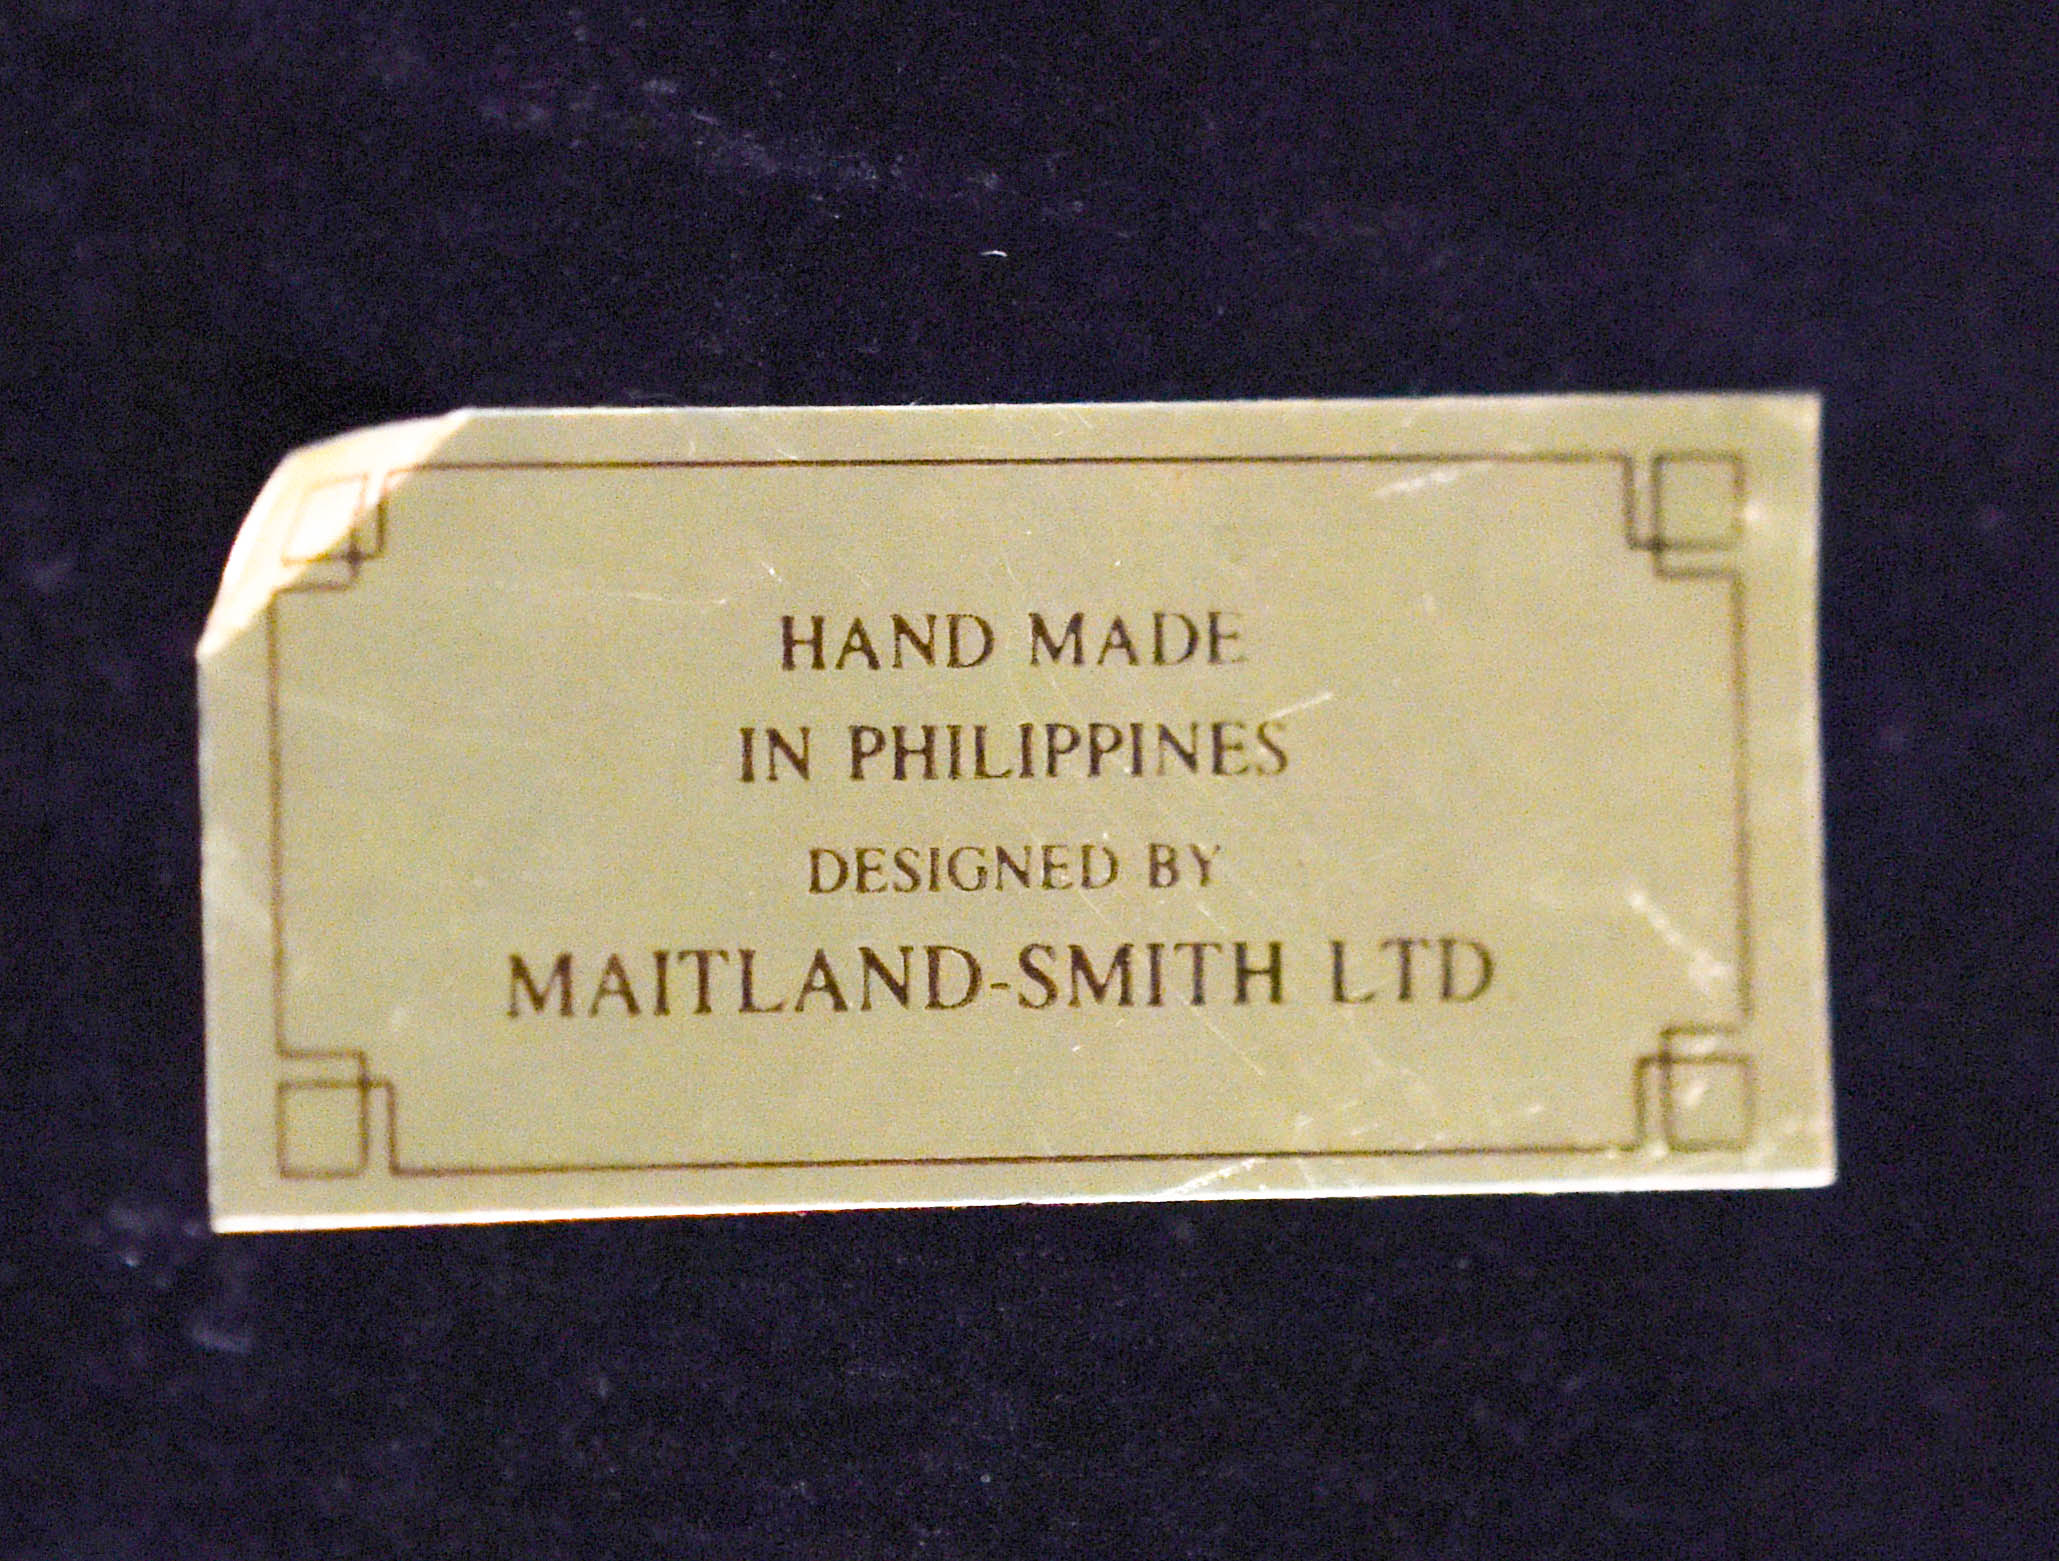 HAND MADE
IN PHILIPPINES
DESIGNED BY
MAITLAND-SMITH LTD